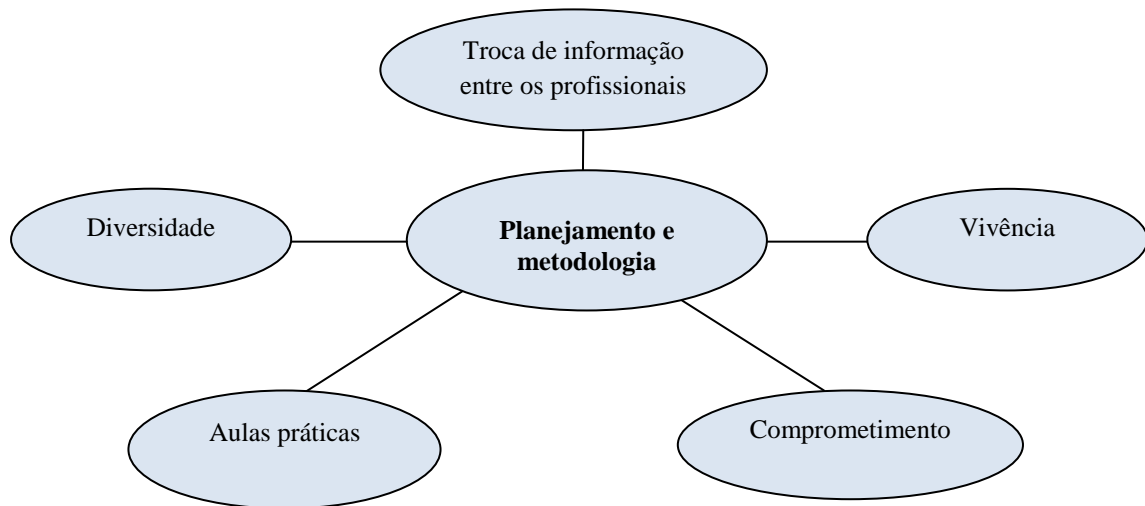 Troca de informação
entre os profissionais
Diversidade
Planejamento e
metodologia
Vivência
Aulas práticas
Comprometimento